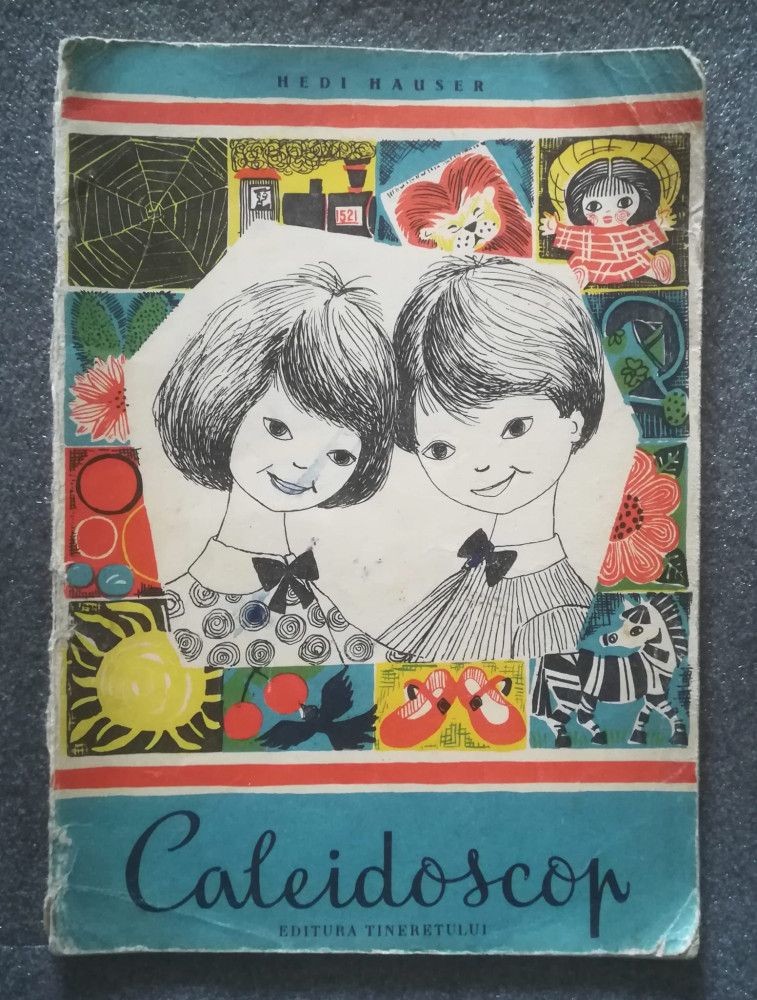 HEDI HAUSER
1521
Caleidoscop
EDITURA TINERETULUI